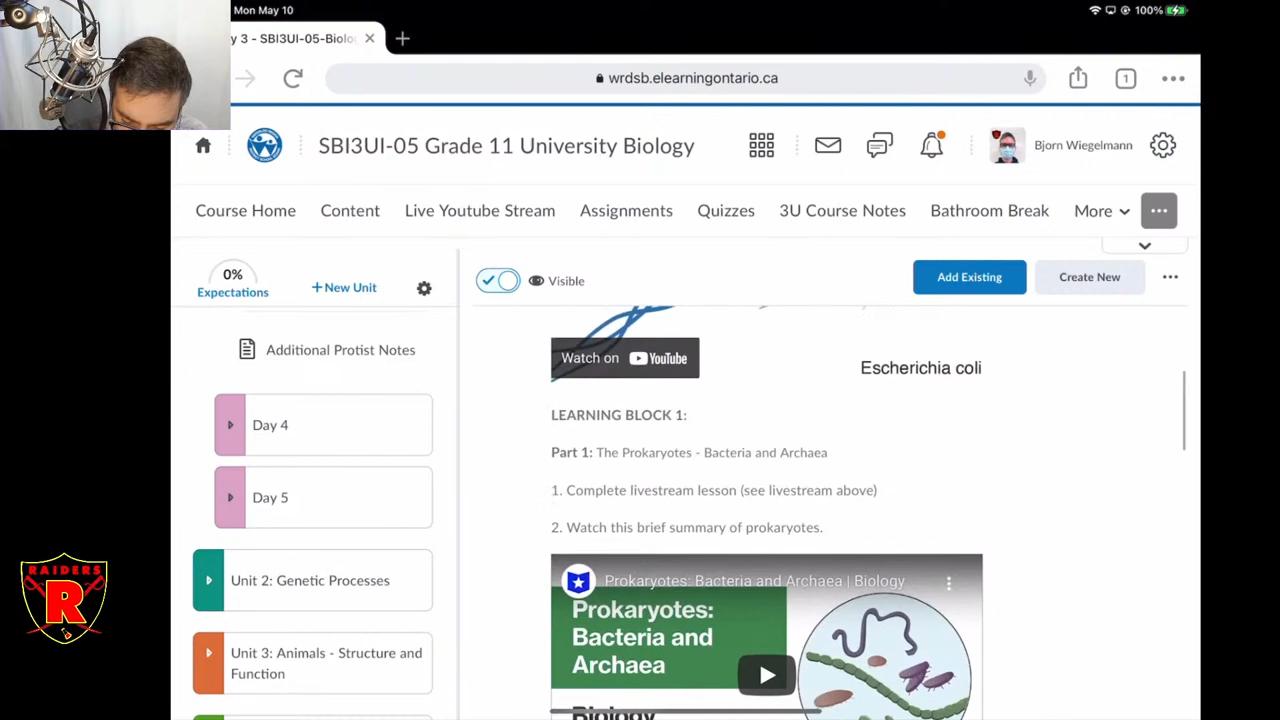 Mon May 10
100%
y 3 - SBI3UI-05-Biolo
wrdsb.elearningontario.ca
1
SBI3UI-05 Grade 11 University Biology
Bjorn Wiegelmann
Course Home Content Live Youtube Stream Assignments Quizzes 3U Course Notes Bathroom Break More
0%
Expectations
+ New Unit
Visible
Add Existing
Create New
Additional Protist Notes
Day 4
Day 5
Unit 2: Genetic Processes
Unit 3: Animals - Structure and
Function
Watch on YouTube
Escherichia coli
LEARNING BLOCK 1:
Part 1: The Prokaryotes - Bacteria and Archaea
1. Complete livestream lesson (see livestream above)
2. Watch this brief summary of prokaryotes.
Prokaryotes: Bacteria and Archaea | Biology
Prokaryotes:
Bacteria and
Archaea
Biology
RAIDERS
R